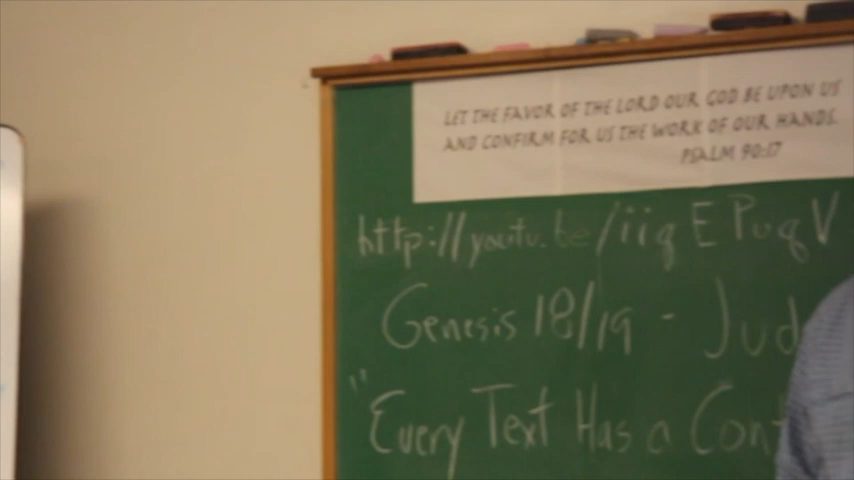 LET THE FAVOR OF THE LORD OUR GOD BE UPON US
AND CONFIRM FOR US THE WORK OF OUR HANDS.
PSALM 90:17
http://youtu.be/iigEPuqV
Genesis 18/19 - Jud
"Every Text Has a Cont